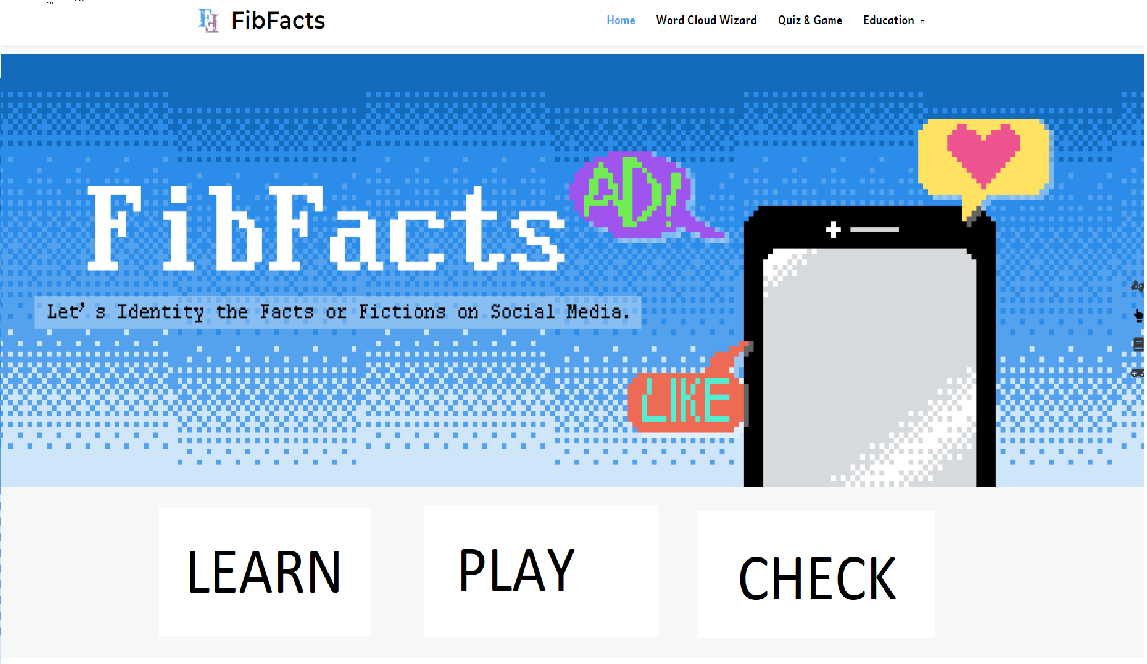 FibFacts
Home Word Cloud Wizard Quiz & Game Education
FibFacts
AD!
Let's Identity the Facts or Fictions on Social Media.
LIKE
LEARN PLAY CHECK